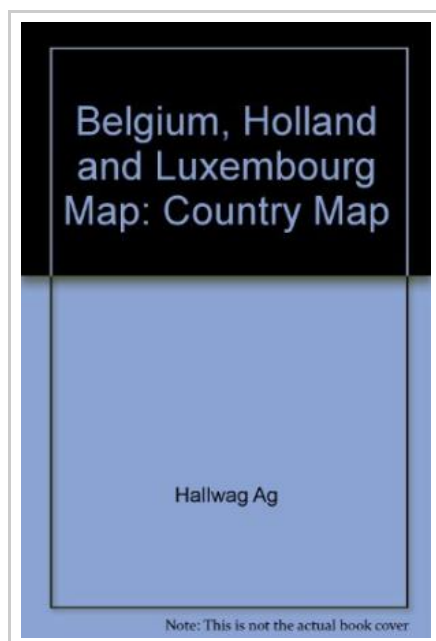 Belgium, Holland
and Luxembourg
Map: Country Map
Hallwag Ag
Note: This is not the actual book cover